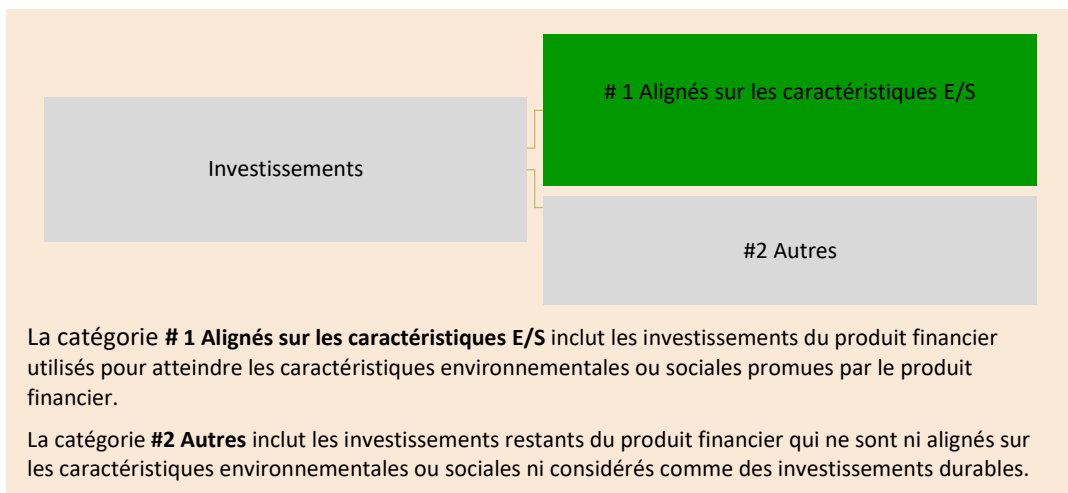 # 1 Alignés sur les caractéristiques E/S
Investissements
#2 Autres
La catégorie # 1 Alignés sur les caractéristiques E/S inclut les investissements du produit financier
utilisés pour atteindre les caractéristiques environnementales ou sociales promues par le produit
financier.
La catégorie #2 Autres inclut les investissements restants du produit financier qui ne sont ni alignés sur
les caractéristiques environnementales ou sociales ni considérés comme des investissements durables.